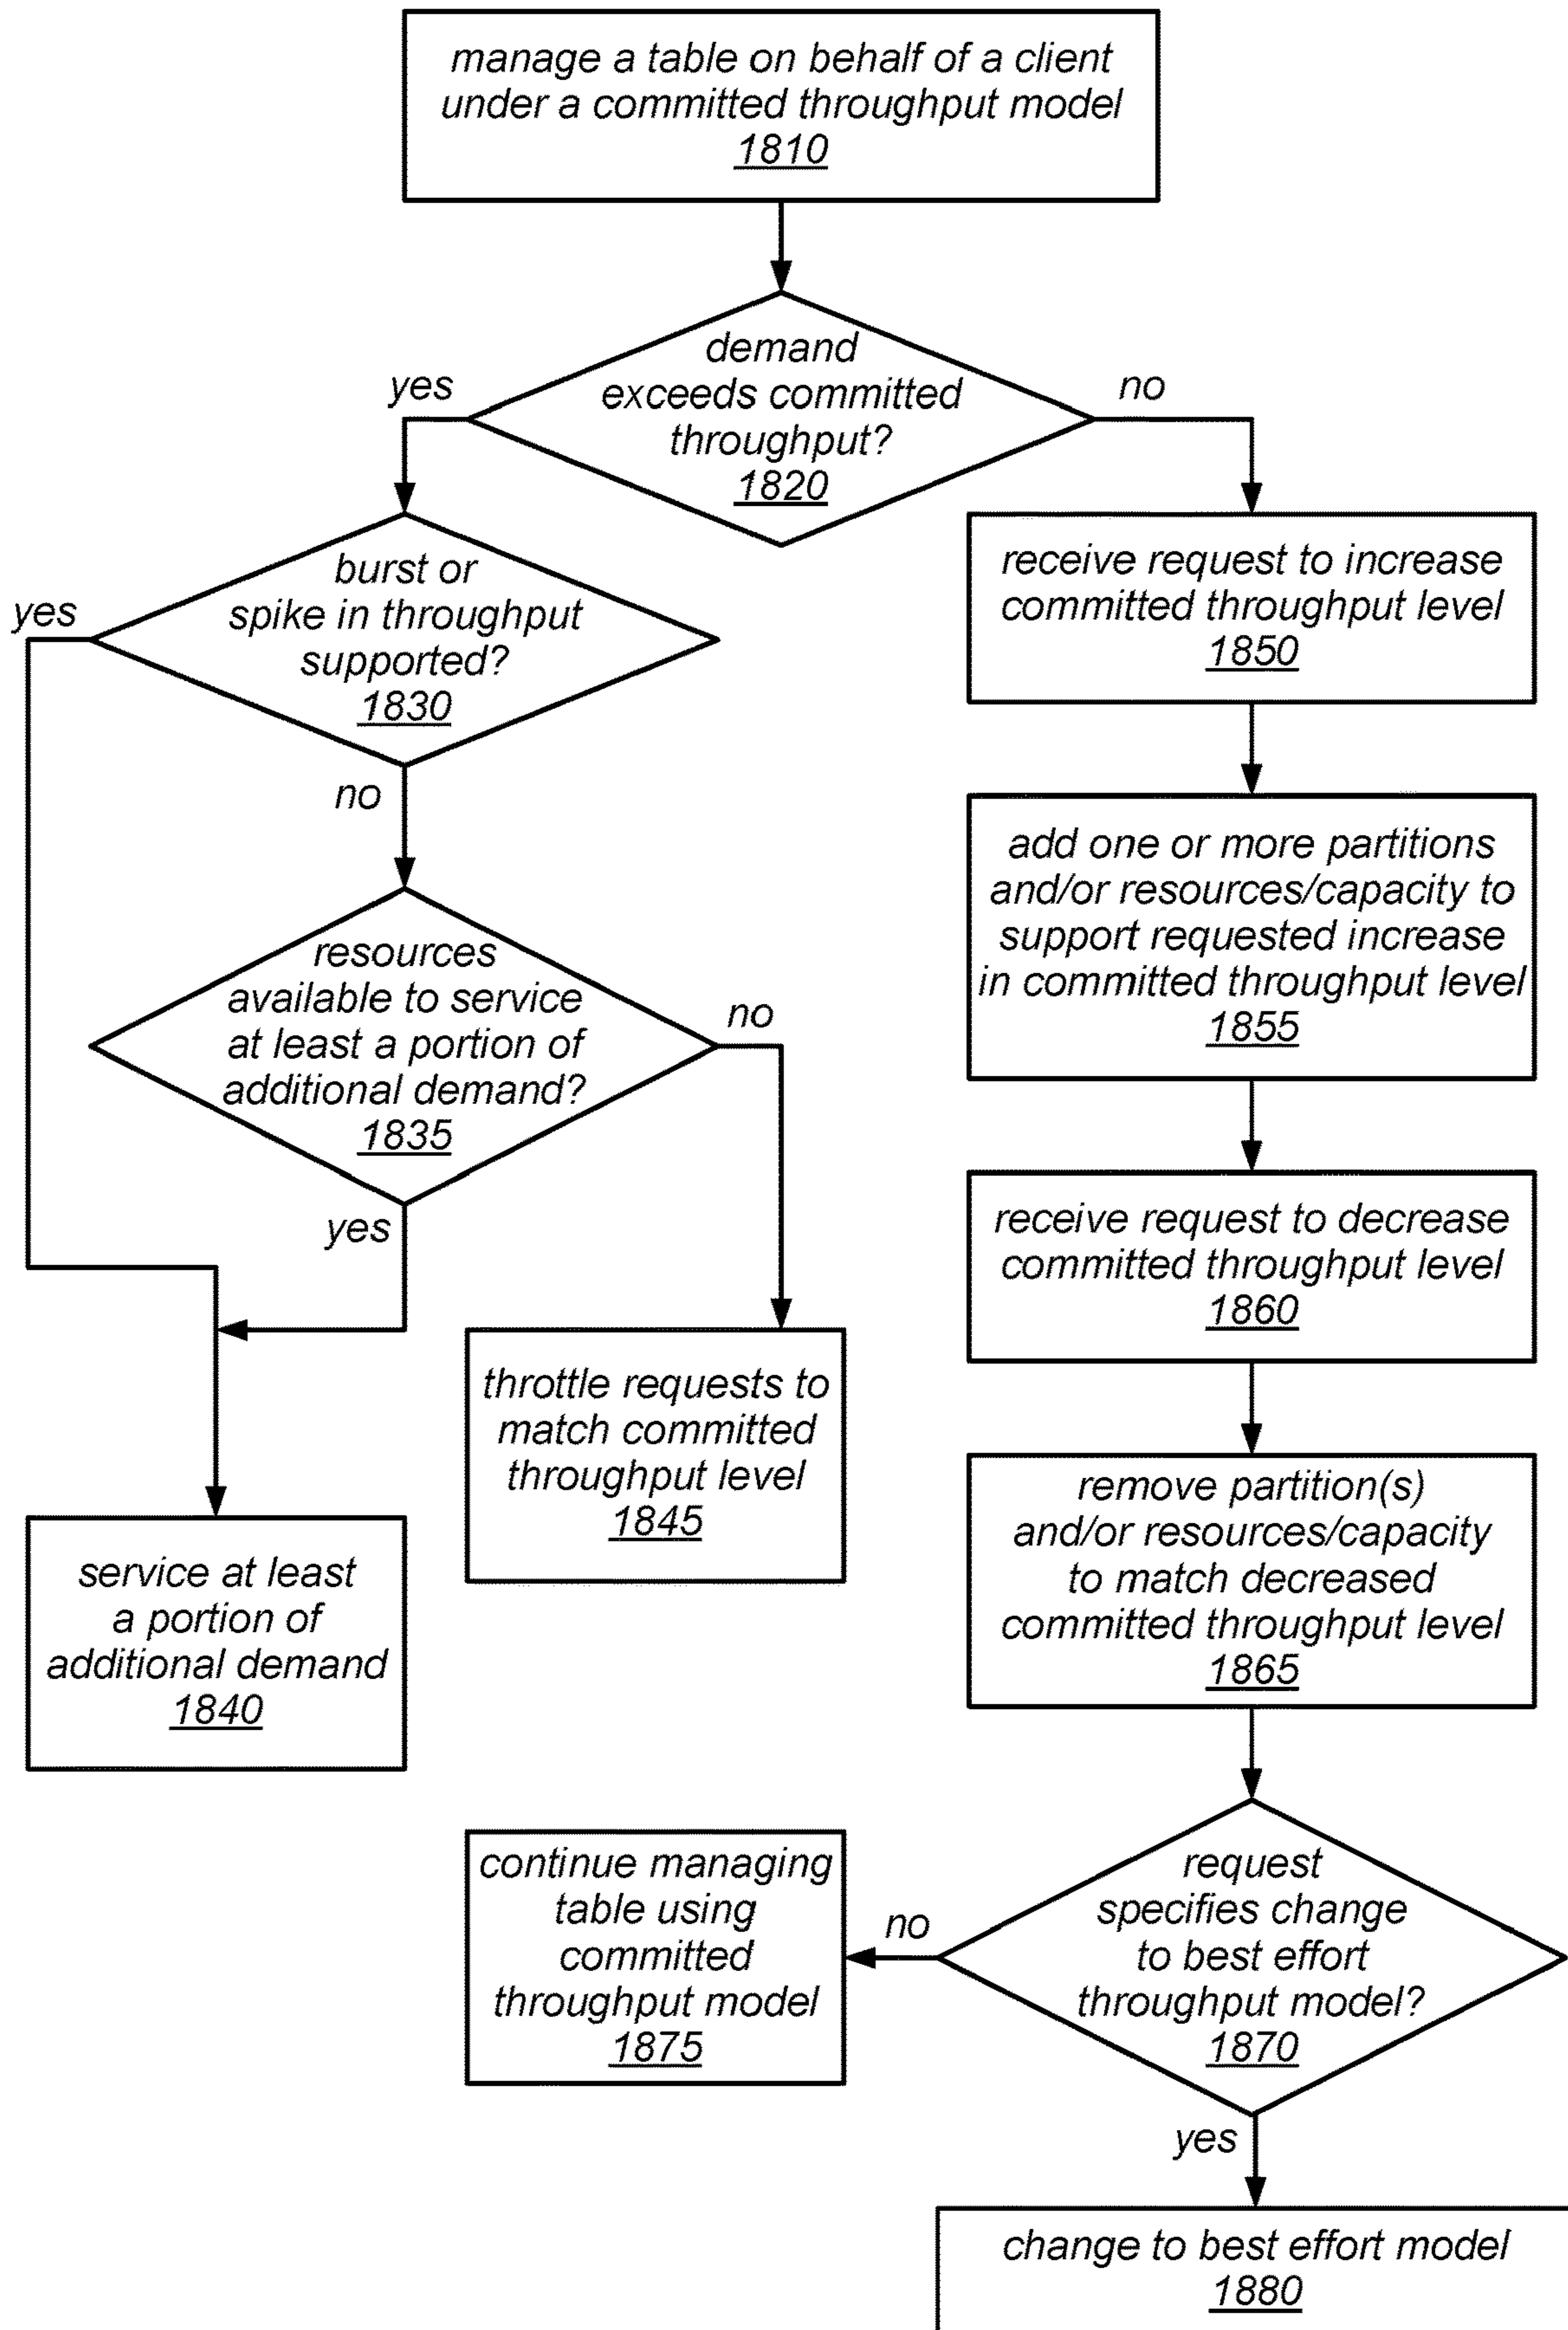 manage a table on behalf of a client
under a committed throughput model
1810
demand
exceeds committed
throughput?
1820
yes
no
burst or
spike in throughput
supported?
1830
yes
no
receive request to increase
committed throughput level
1850
add one or more partitions
and/or resources/capacity to
support requested increase
in committed throughput level
1855
resources
available to service
at least a portion of
additional demand?
1835
no
yes
receive request to decrease
committed throughput level
1860
throttle requests to
match committed
throughput level
1845
service at least
a portion of
additional demand
1840
remove partition(s)
and/or resources/capacity
to match decreased
committed throughput level
1865
request
specifies change
to best effort
throughput model?
1870
no
yes
continue managing
table using
committed
throughput model
1875
change to best effort model
1880